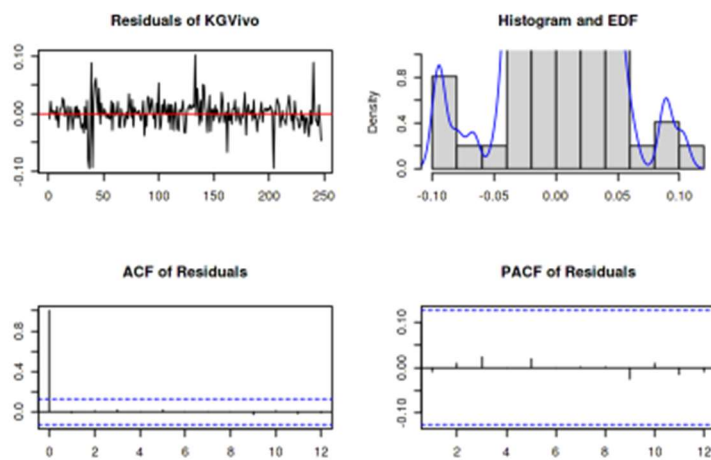 Residuals of KGVivo
Histogram and EDF
0.10
0.00
-0.10
0 50 100 150 200 250
Density
0.8
0.4
0.0
-0.10 -0.05 0.00 0.05 0.10
ACF of Residuals
PACF of Residuals
0.8
0.4
0.0
0 2 4 6 8 10 12
0.10
0.00
-0.10
2 4 6 8 10 12